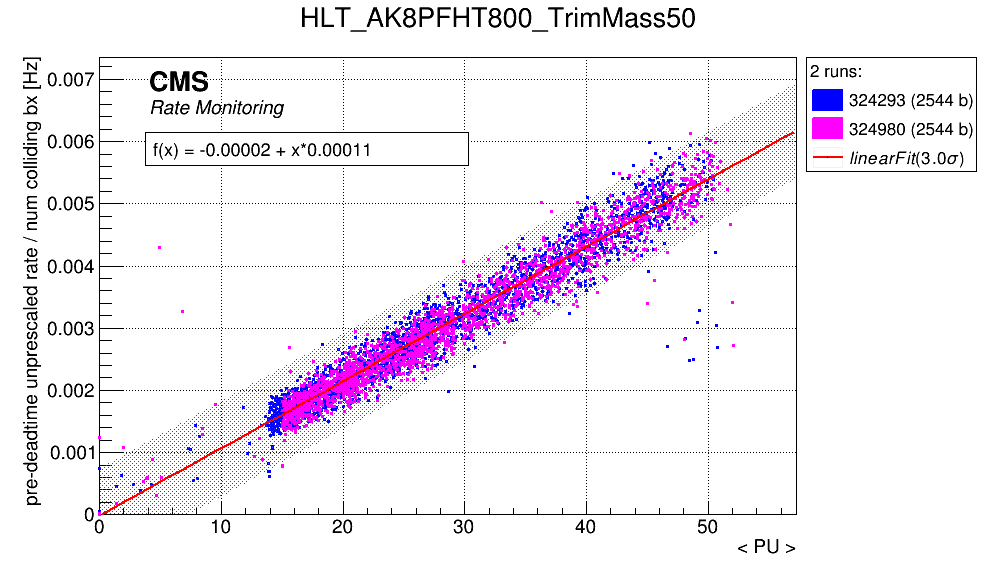 HLT_AK8PFHT800_TrimMass50
pre-deadtime unprescaled rate / num colliding bx [Hz]
0.007
0.006
0.005
0.004
0.003
0.002
0.001
0
CMS
Rate Monitoring
f(x) = -0.00002 + x*0.00011
0 10 20 30 40 50
< PU >
2 runs:
324293 (2544 b)
324980 (2544 b)
linearFit(3.0σ)